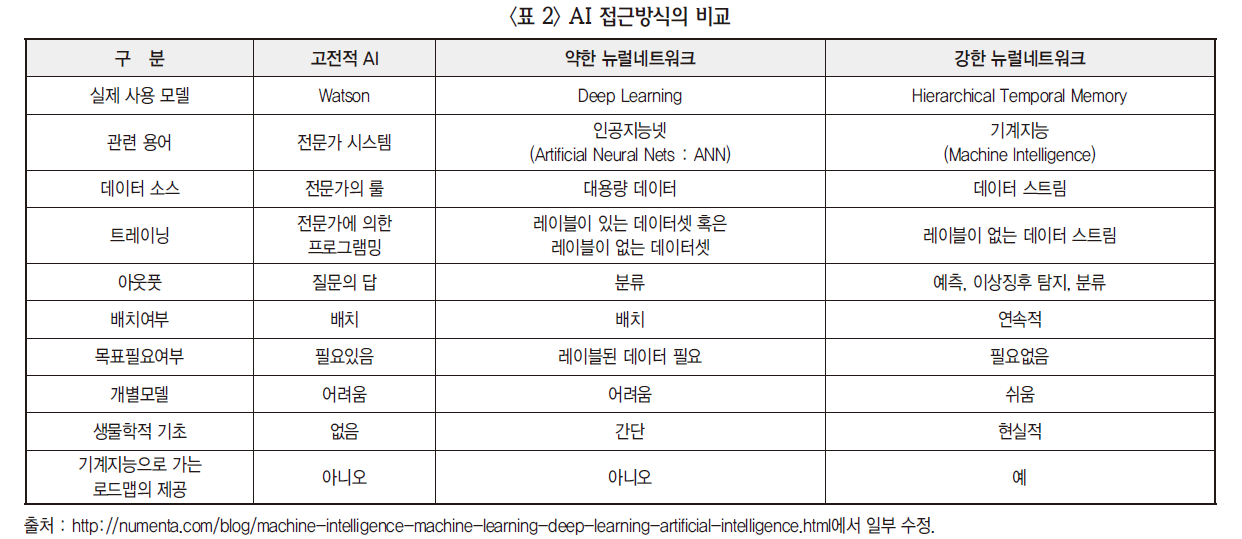 〈표 2〉 AI 접근방식의 비교
구 분 고전적 AI 약한 뉴럴네트워크 강한 뉴럴네트워크
실제 사용 모델 Watson Deep Learning Hierarchical Temporal Memory
관련 용어 전문가 시스템 인공지능넷 기계지능
(Artificial Neural Nets : ANN) (Machine Intelligence)
데이터 소스 전문가의 룰 대용량 데이터 데이터 스트림
트레이닝 전문가에 의한 레이블이 있는 데이터셋 혹은 레이블이 없는 데이터 스트림
프로그램밍 레이블이 없는 데이터셋
아웃풋 질문의 답 분류 예측, 이상징후 탐지, 분류
배치여부 배치 배치 연속적
목표필요여부 필요있음 레이블된 데이터 필요 필요없음
개별모델 어려움 어려움 쉬움
생물학적 기초 없음 간단 현실적
기계지능으로 가는 아니오 아니오 예
로드맵의 제공
출처 : http://numenta.com/blog/machine-intelligence-machine-learning-deep-learning-artificial-intelligence.html에서 일부 수정.